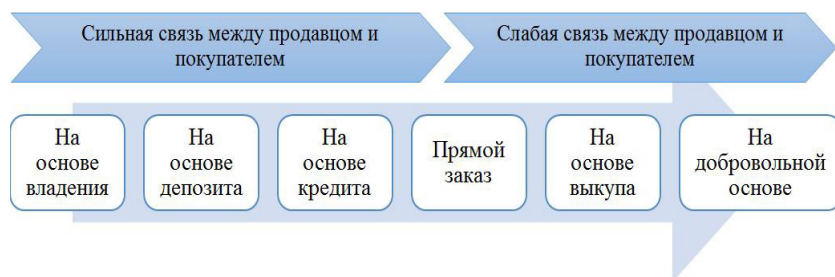 Сильная связь между продавцом и
покупателем
Слабая связь между продавцом и
покупателем
На
основе
владения
На
основе
депозита
На
основе
кредита
Прямой
заказ
На
основе
выкупа
На
добровольной
основе